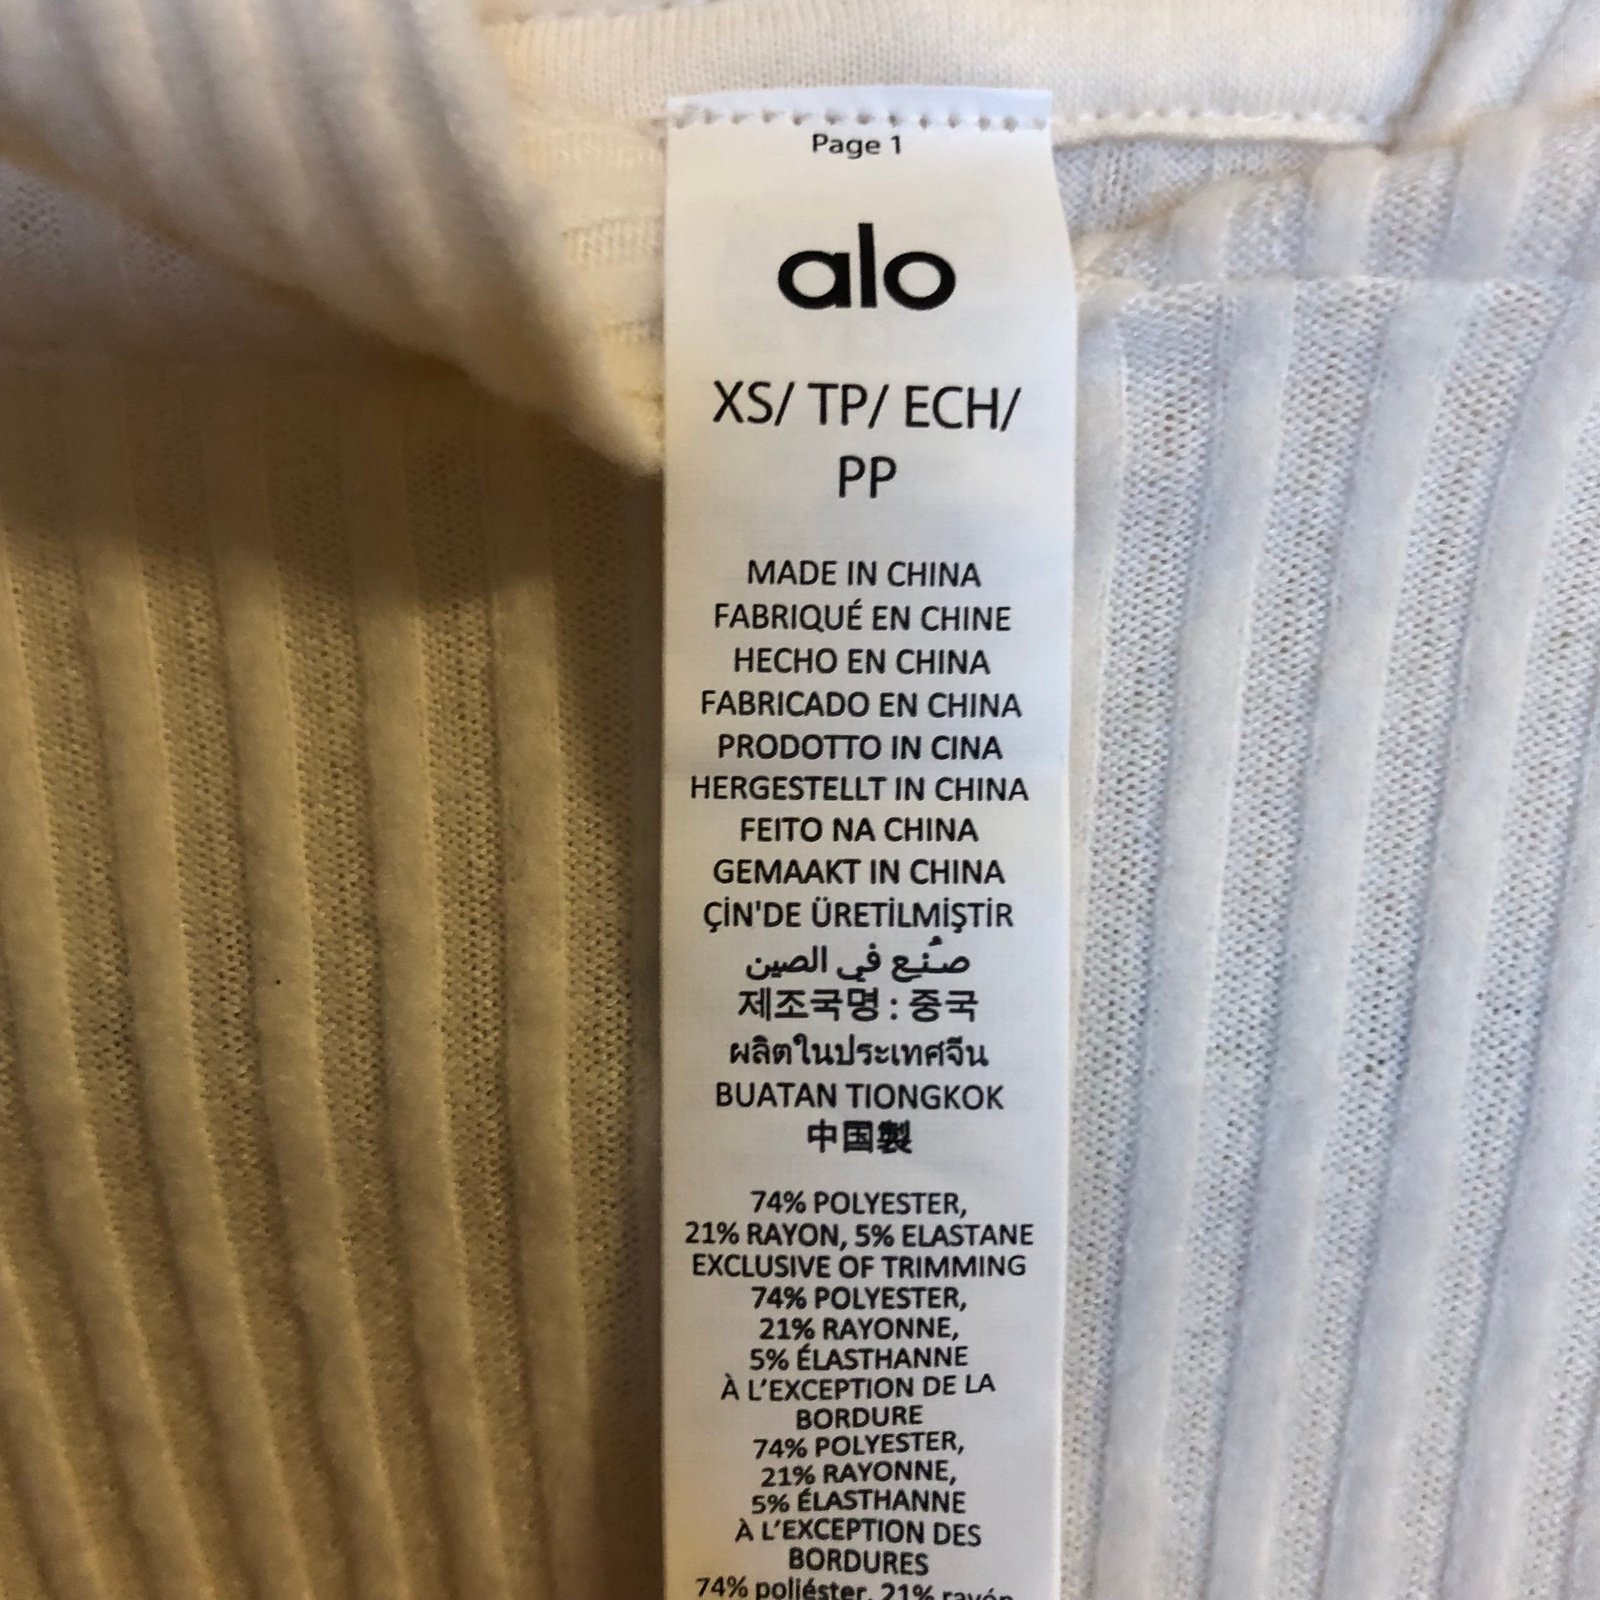 Page 1
alo
XS/ TP/ ECH/
PP
MADE IN CHINA
FABRIQUÉ EN CHINE
HECHO EN CHINA
FABRICADO EN CHINA
PRODOTTO IN CINA
HERGESTELLT IN CHINA
FEITO NA CHINA
GEMAAKT IN CHINA
ÇİN'DE ÜRETİLMİŞTİR
صُنع في الصين
제조국명 : 중국
ผลิตในประเทศจีน
BUATAN TIONGKOK
中国製
74% POLYESTER,
21% RAYON, 5% ELASTANE
EXCLUSIVE OF TRIMMING
74% POLYESTER,
21% RAYONNE,
5% ÉLASTHANNE
À L’EXCEPTION DE LA
BORDURE
74% POLYESTER,
21% RAYONNE,
5% ÉLASTHANNE
À L’EXCEPTION DES
BORDURES
74% poliéster, 21% rayón